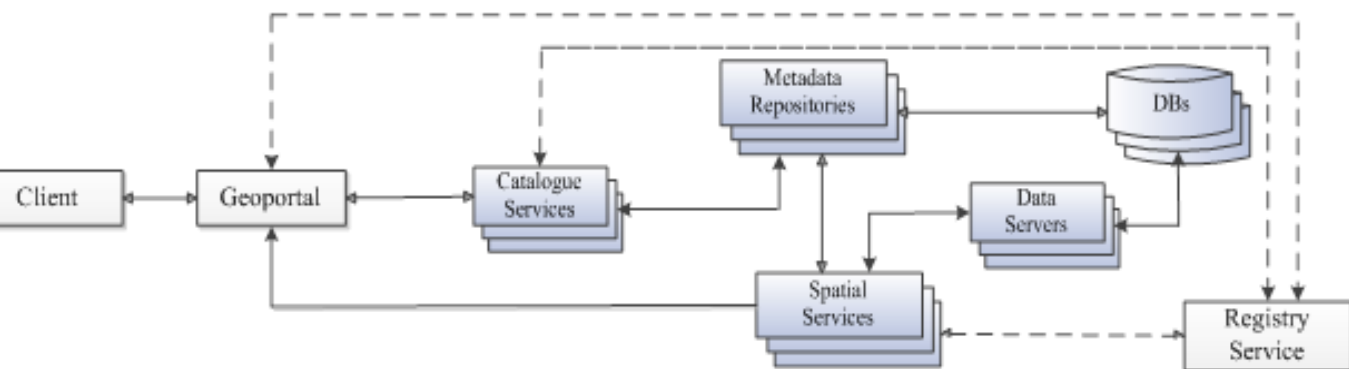 Metadata
Repositories
DBs
Client
Geoportal
Catalogue
Services
Data
Servers
Spatial
Services
Registry
Service